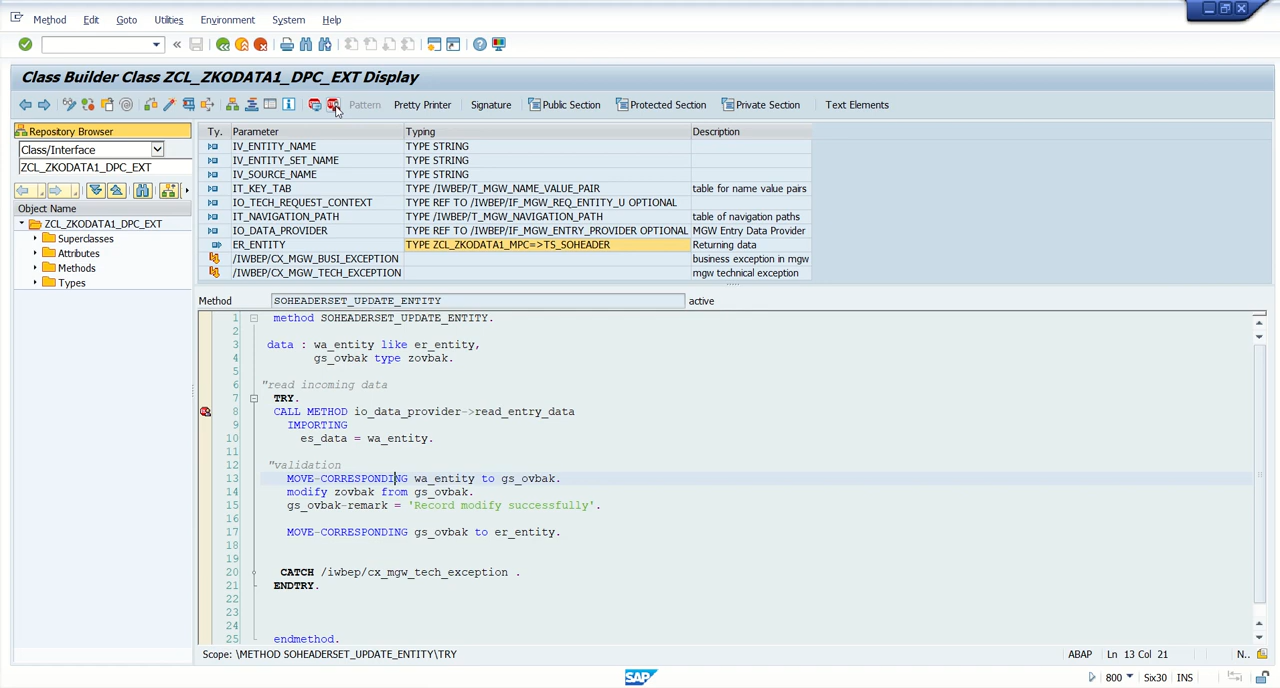 Method Edit Goto Utilities Environment System Help
Class Builder Class ZCL_ZKODATA1_DPC_EXT Display
Pattern Pretty Printer Signature Public Section Protected Section Private Section Text Elements
Repository Browser
Class/Interface
ZCL_ZKODATA1_DPC_EXT
Object Name
ZCL_ZKODATA1_DPC_EXT
Superclasses
Attributes
Methods
Types
Ty. Parameter Typing Description
IV_ENTITY_NAME TYPE STRING
IV_ENTITY_SET_NAME TYPE STRING
IV_SOURCE_NAME TYPE STRING
IT_KEY_TAB TYPE /IWBEP/T_MGW_NAME_VALUE_PAIR table for name value pairs
IO_TECH_REQUEST_CONTEXT TYPE REF TO /IWBEP/IF_MGW_REQ_ENTITY_U OPTIONAL
IT_NAVIGATION_PATH TYPE /IWBEP/T_MGW_NAVIGATION_PATH table of navigation paths
IO_DATA_PROVIDER TYPE REF TO /IWBEP/IF_MGW_ENTRY_PROVIDER OPTIONAL MGW Entry Data Provider
ER_ENTITY TYPE ZCL_ZKODATA1_MPC=>TS_SOHEADER Returning data
/IWBEP/CX_MGW_BUSI_EXCEPTION business exception in mgw
/IWBEP/CX_MGW_TECH_EXCEPTION mgw technical exception
Method SOHEADERSET_UPDATE_ENTITY active
1 method SOHEADERSET_UPDATE_ENTITY.
2
3 data : wa_entity like er_entity,
4 gs_ovbak type zovbak.
5
6 "read incoming data
7 TRY.
8 CALL METHOD io_data_provider->read_entry_data
9 IMPORTING
10 es_data = wa_entity.
11
12 "validation
13 MOVE-CORRESPONDING wa_entity to gs_ovbak.
14 modify zovbak from gs_ovbak.
15 gs_ovbak-remark = 'Record modify successfully'.
16
17 MOVE-CORRESPONDING gs_ovbak to er_entity.
18
19
20 CATCH /iwbep/cx_mgw_tech_exception .
21 ENDTRY.
22
23
24
25 endmethod.
Scope: \METHOD SOHEADERSET_UPDATE_ENTITY\TRY ABAP Ln 13 Col 21 N..
SAP 800 Six30 INS